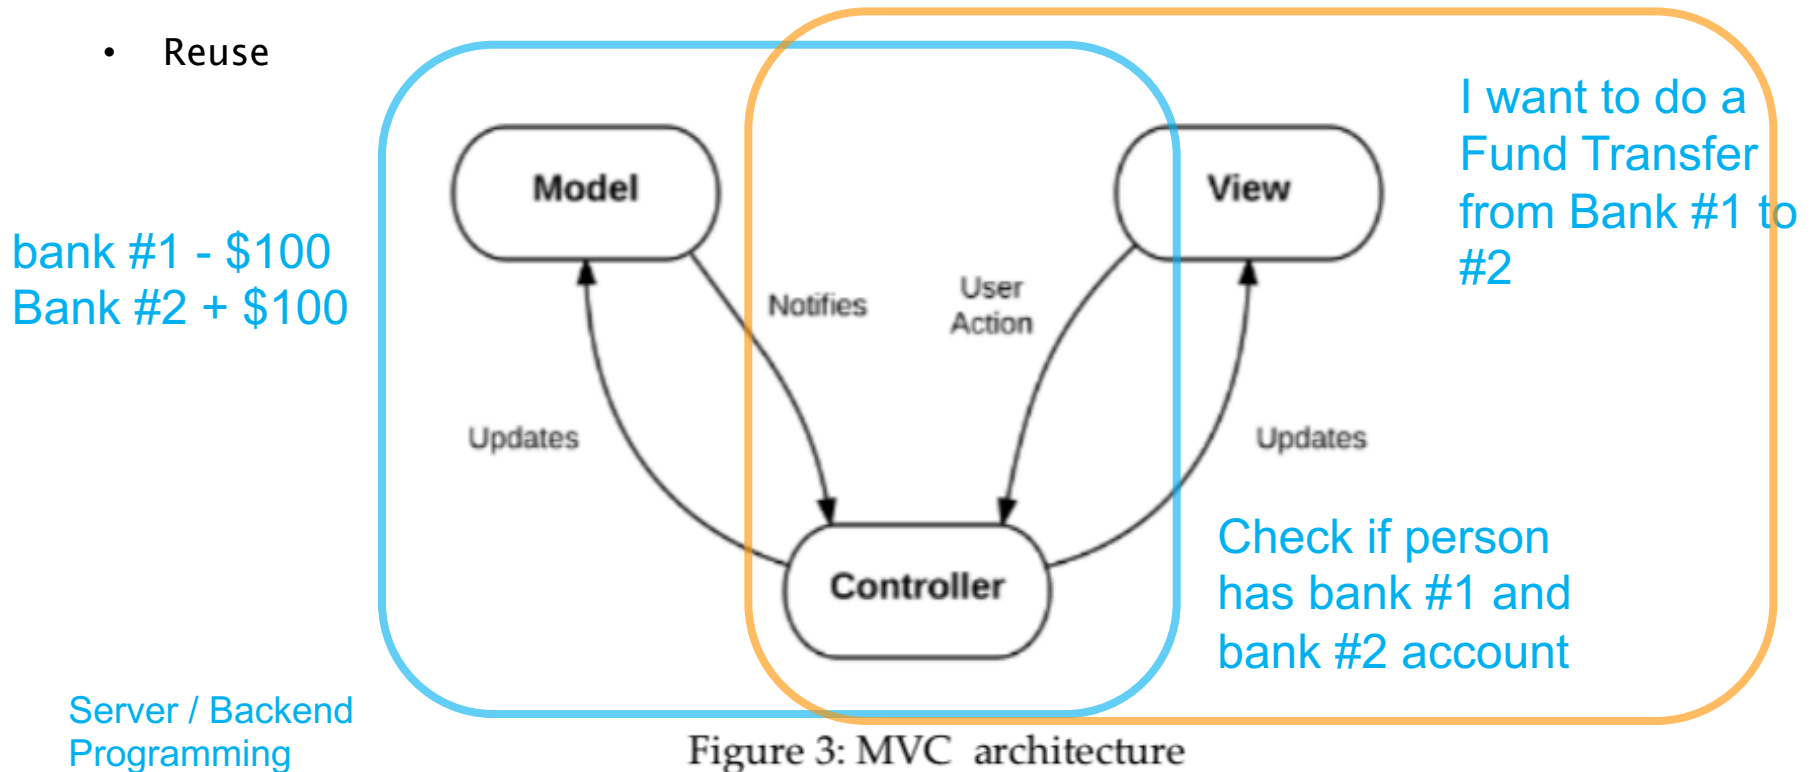 • Reuse
I want to do a
Fund Transfer
from Bank #1 to
#2
Model
View
bank #1 - $100
Bank #2 + $100
Notifies
User
Action
Updates
Updates
Check if person
has bank #1 and
bank #2 account
Controller
Server / Backend
Programming
Figure 3: MVC architecture